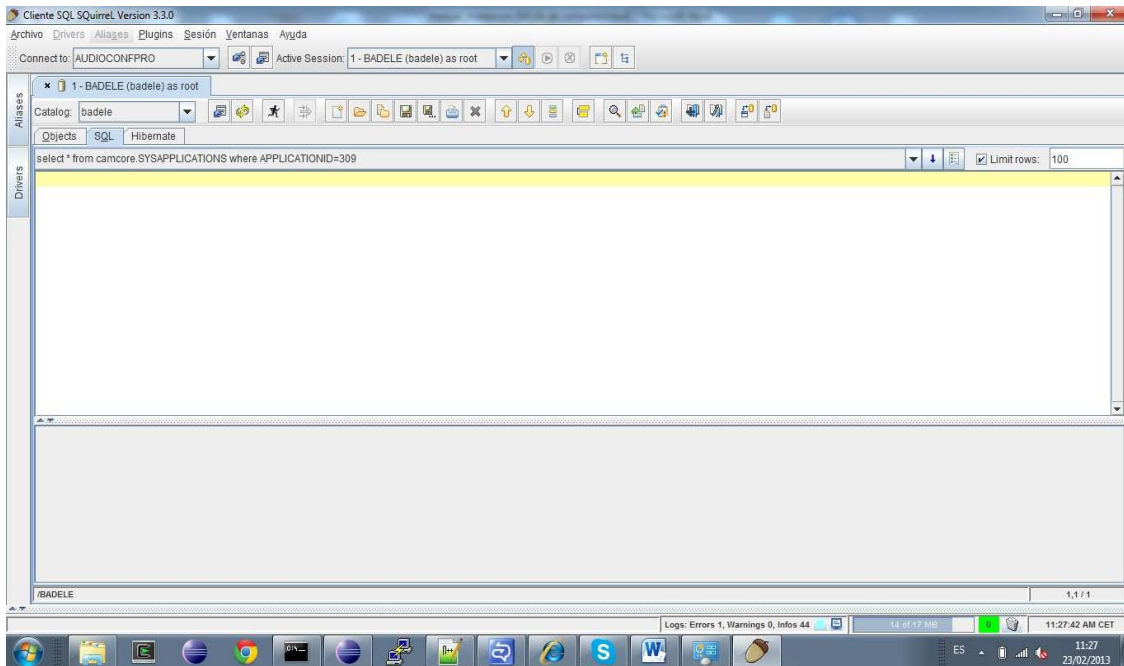 Cliente SQL SQuirreL Version 3.3.0
Archivo Drivers Aliases Plugins Sesión Ventanas Ayuda
Connect to: AUDIOCONFPRO Active Session: 1 - BADELE (badele) as root
1 - BADELE (badele) as root
Catalog: badele
Objects SQL Hibernate
select * from camcore.SYSAPPLICATIONS where APPLICATIONID=309 Limit rows: 100
Aliases
Drivers
/BADELE 1,1 / 1
Logs: Errors 1, Warnings 0, Infos 44 14 of 17 MB 0 11:27:42 AM CET
ES 11:27
23/02/2013